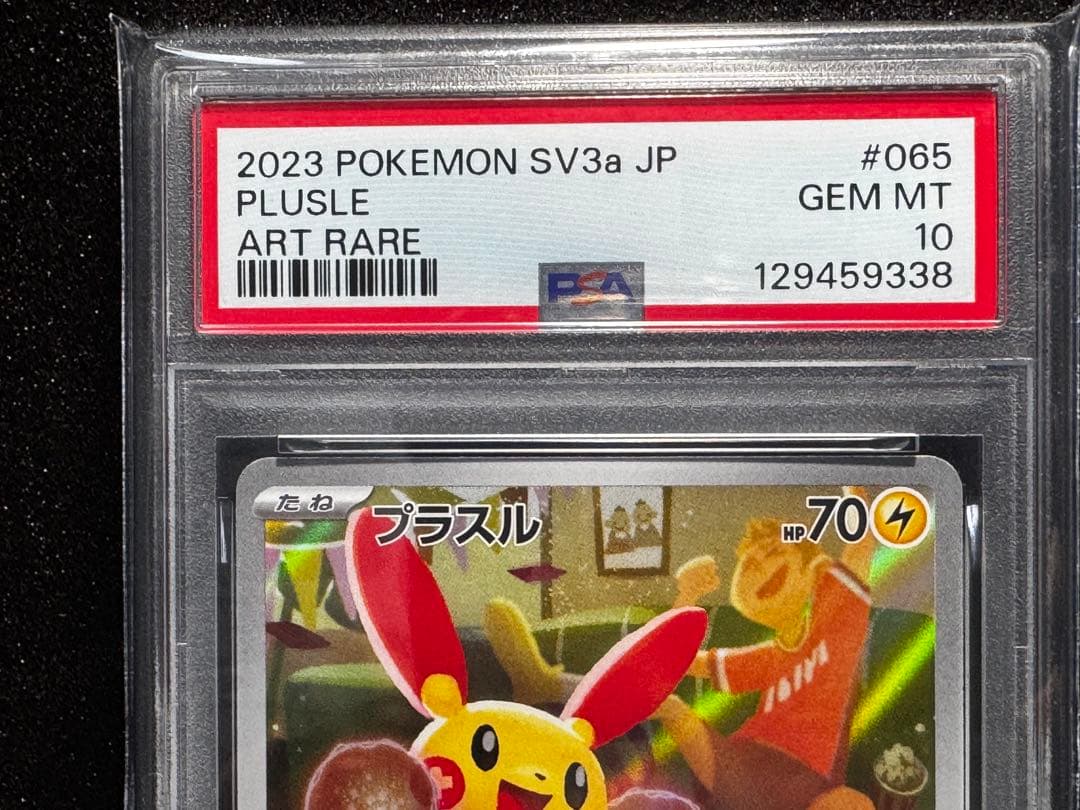 2023 POKEMON SV3a JP #065
PLUSLE GEM MT
ART RARE 10
PSA 129459338
たね プラスル HP70